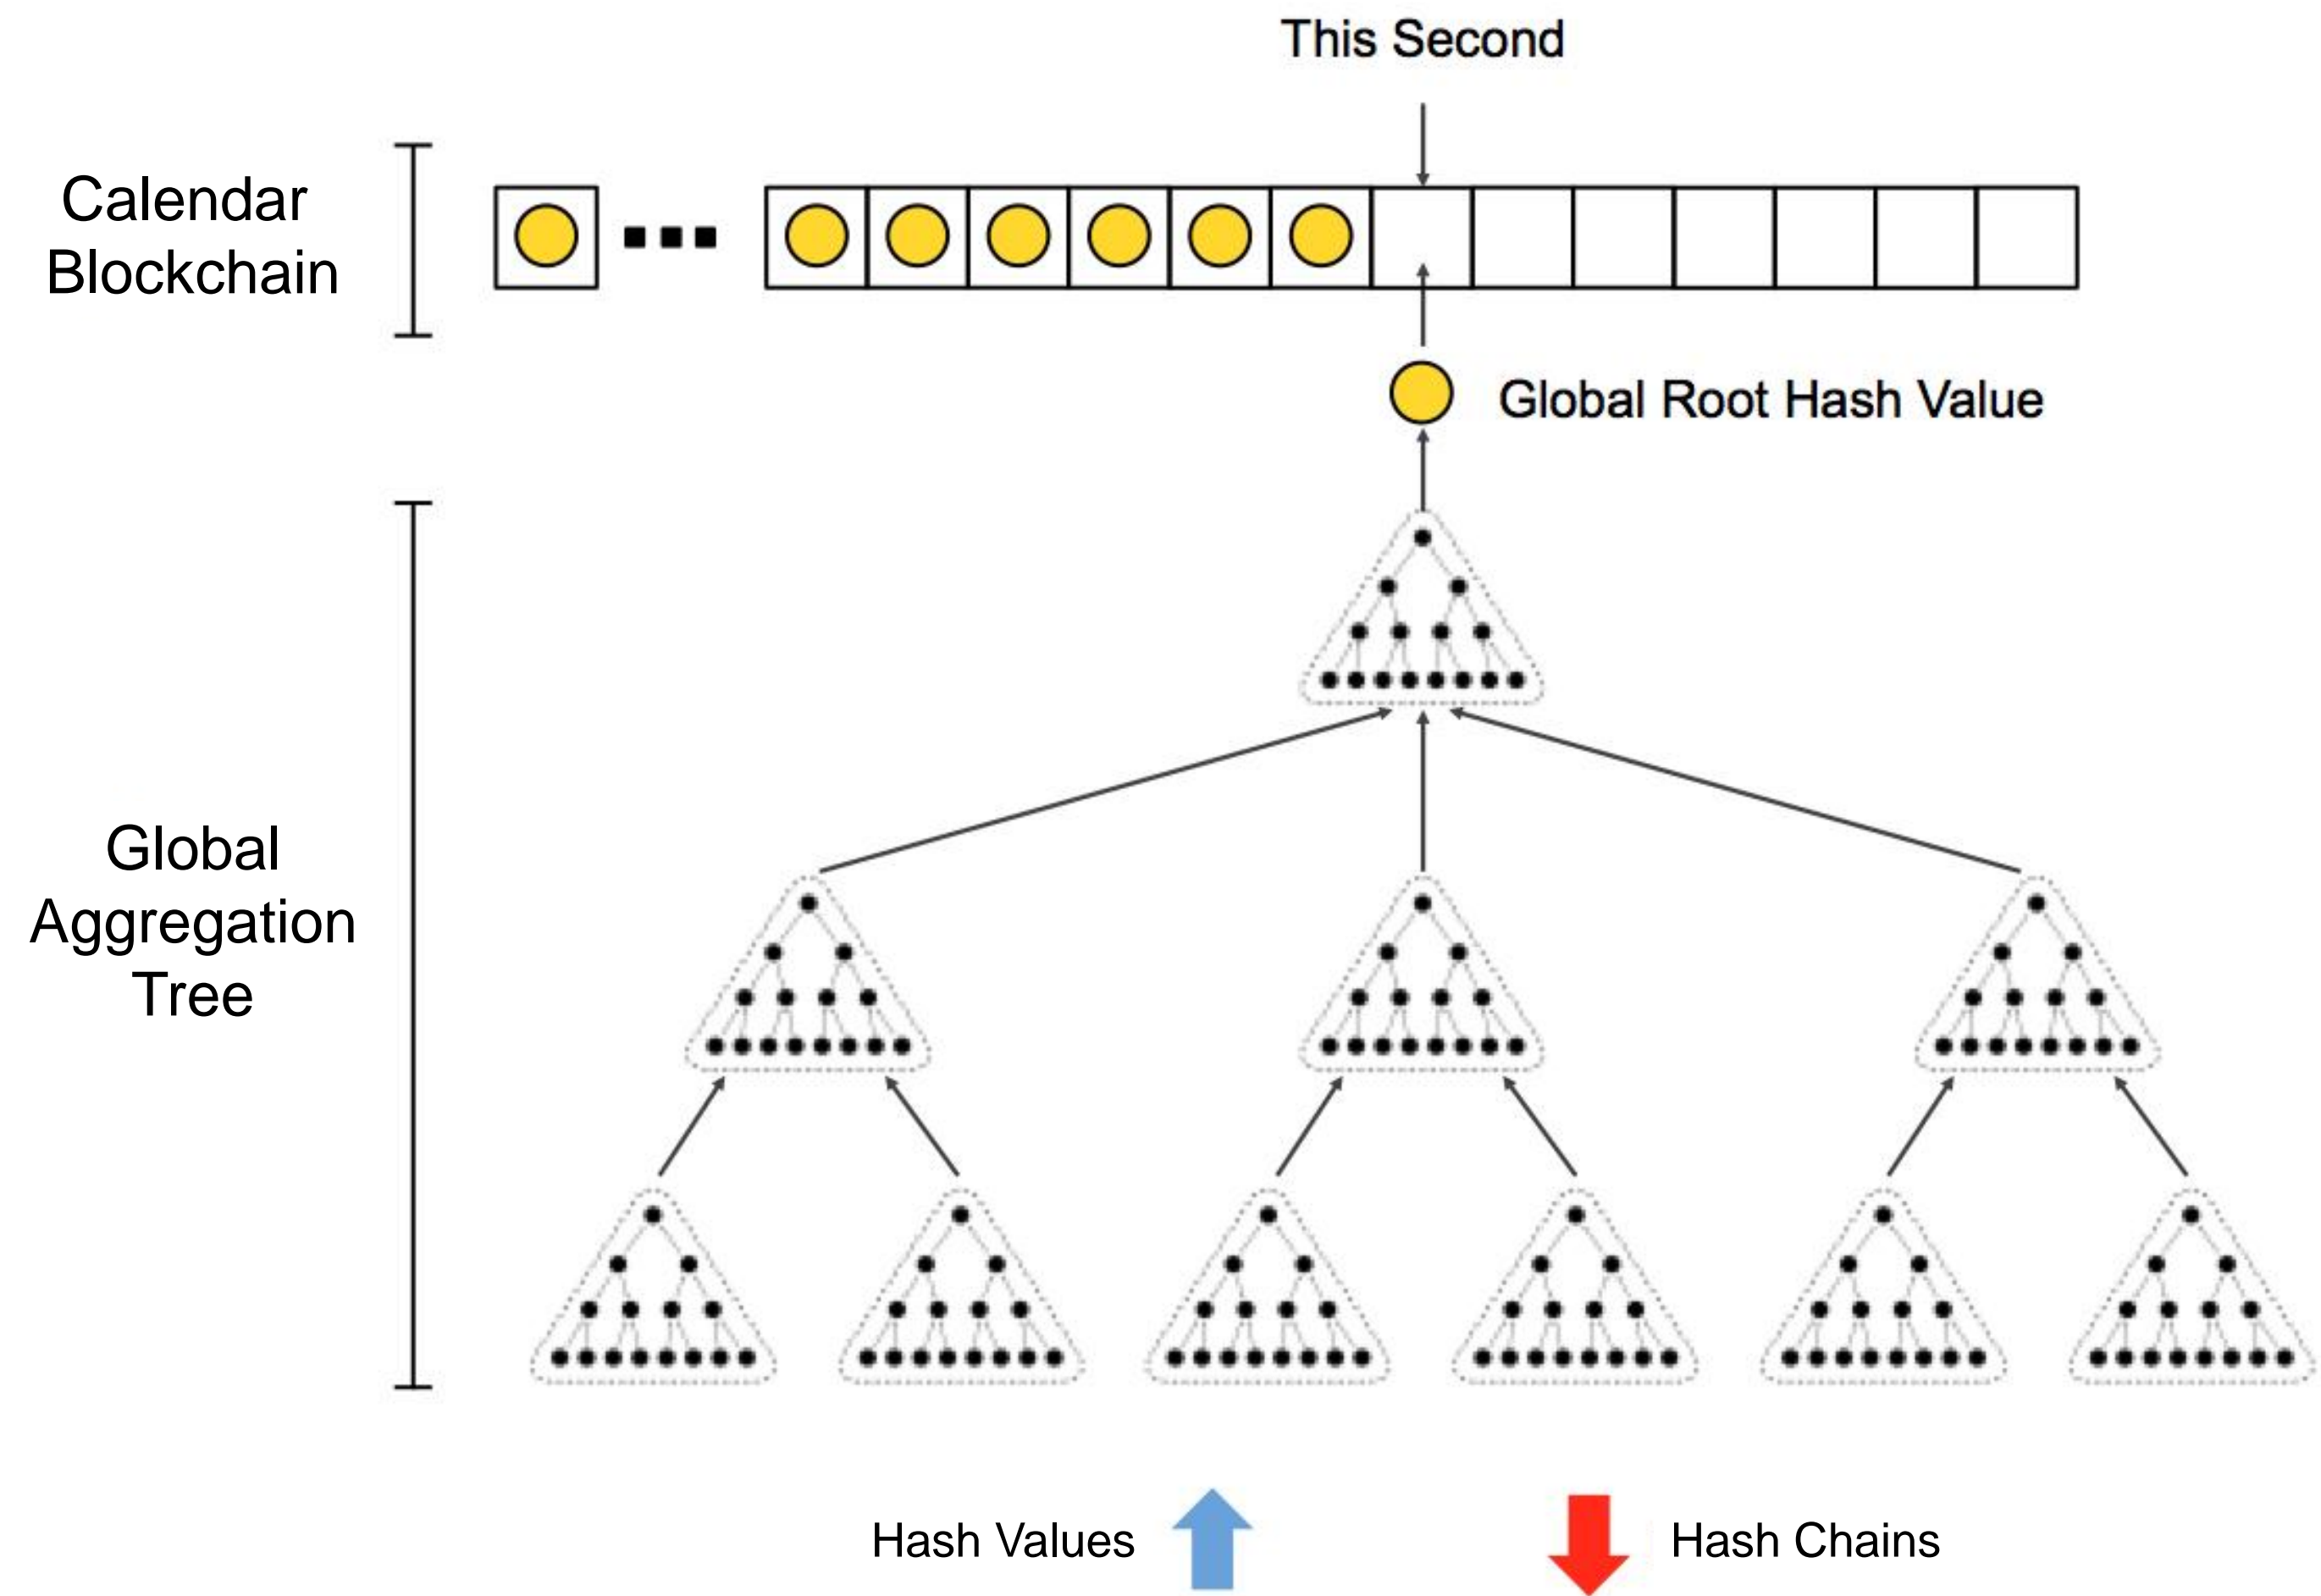 This Second
Calendar
Blockchain
Global Root Hash Value
Global
Aggregation
Tree
Hash Values
Hash Chains